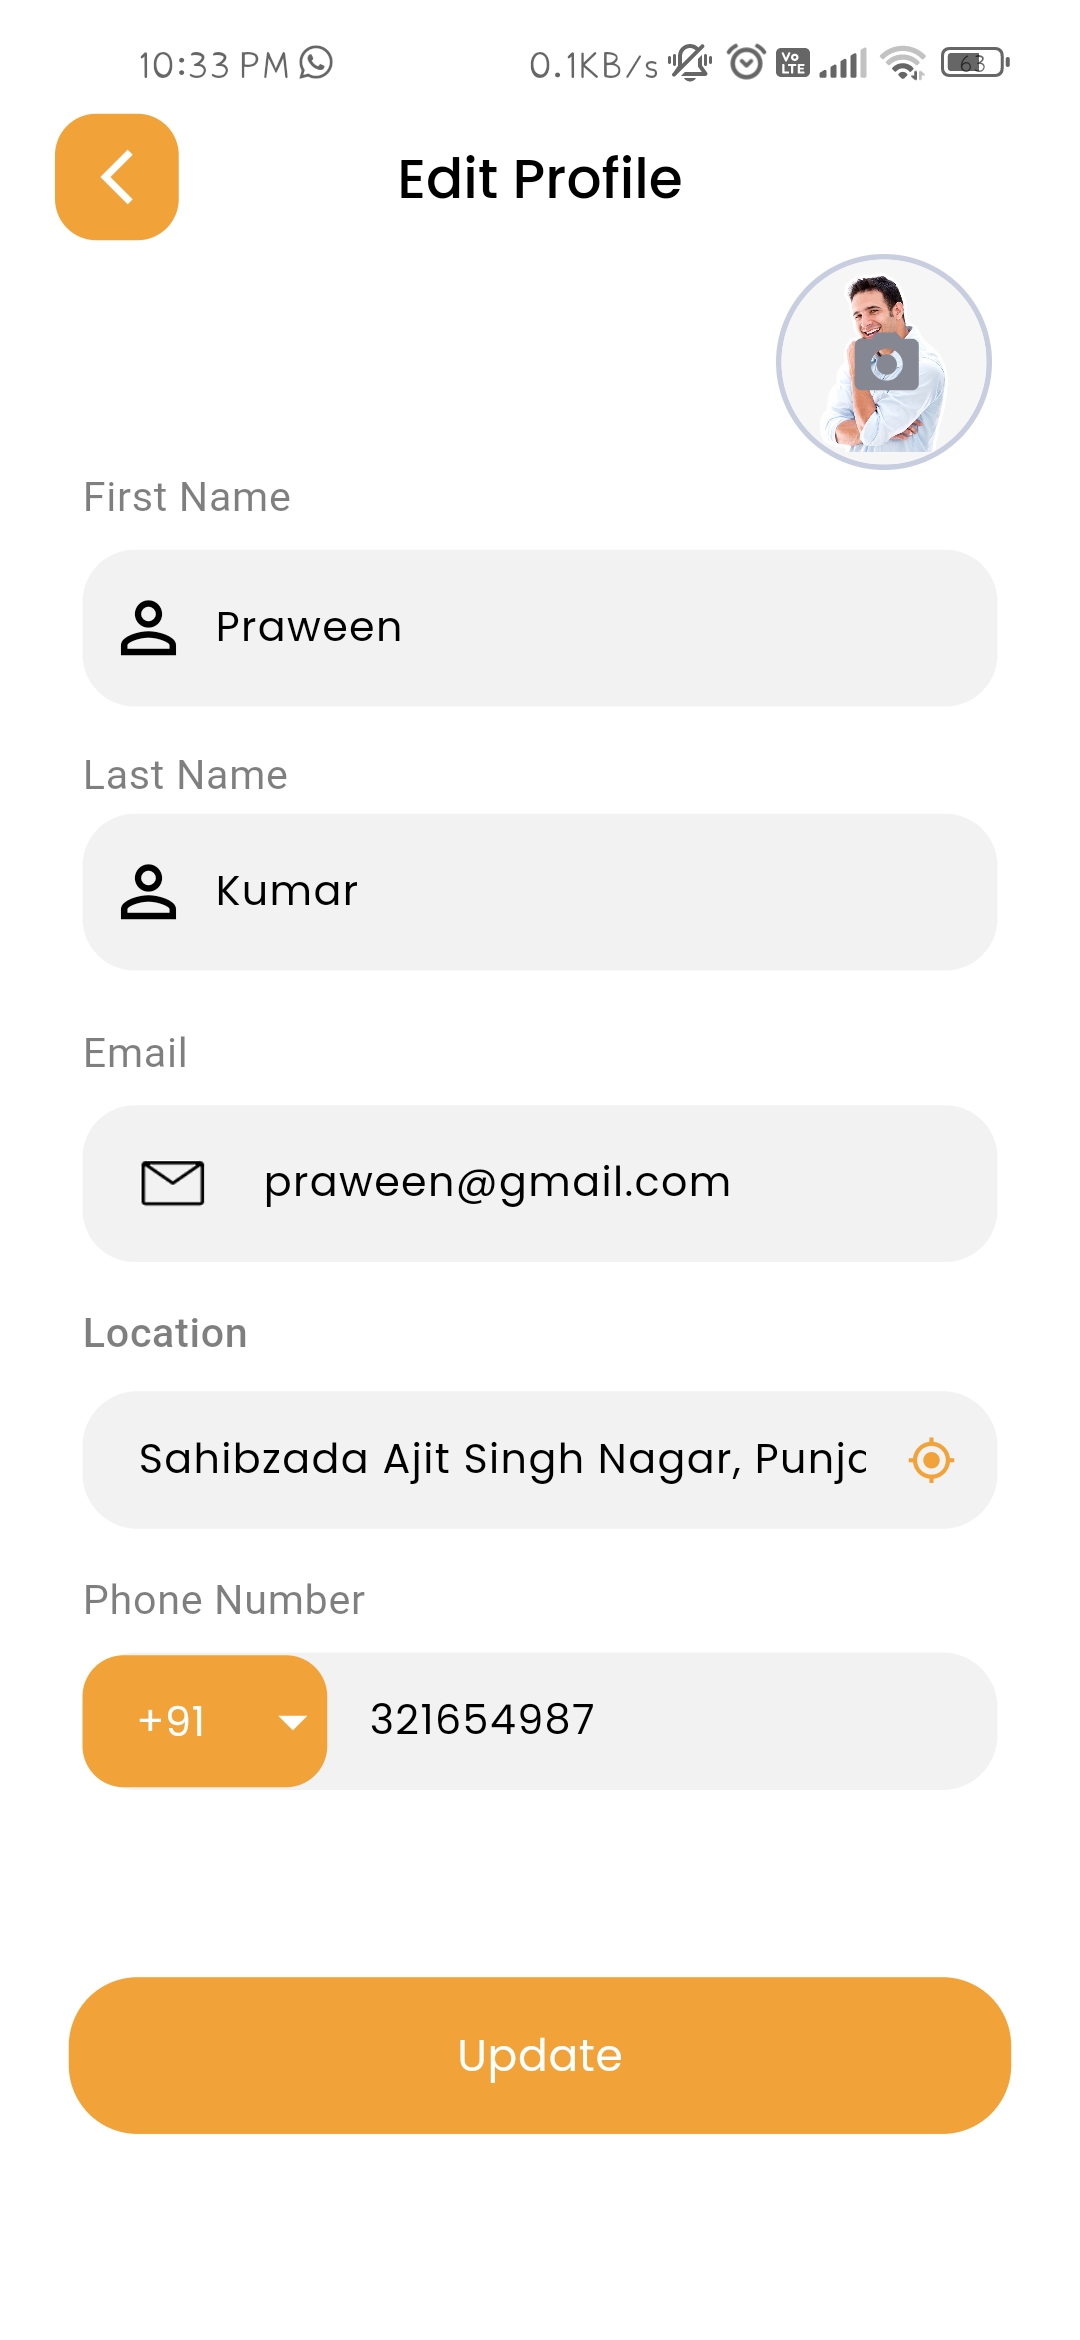 10:33 PM 0.1KB/s Vo LTE 63
Edit Profile
First Name
Praween
Last Name
Kumar
Email
praween@gmail.com
Location
Sahibzada Ajit Singh Nagar,
Phone Number
+91 321654987
Update